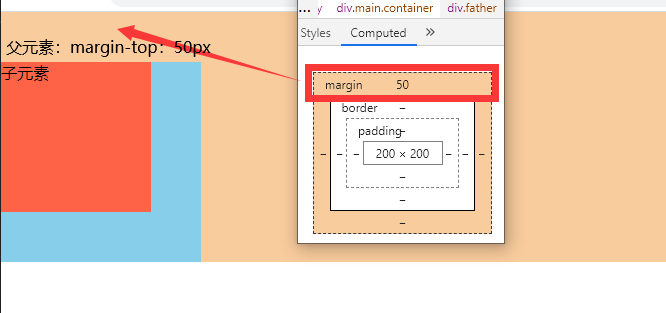 … y div.main.container div.father
Styles Computed »
父元素：margin-top：50px
子元素
margin 50
border –
padding –
– – – 200 × 200 – – –
–
–
–